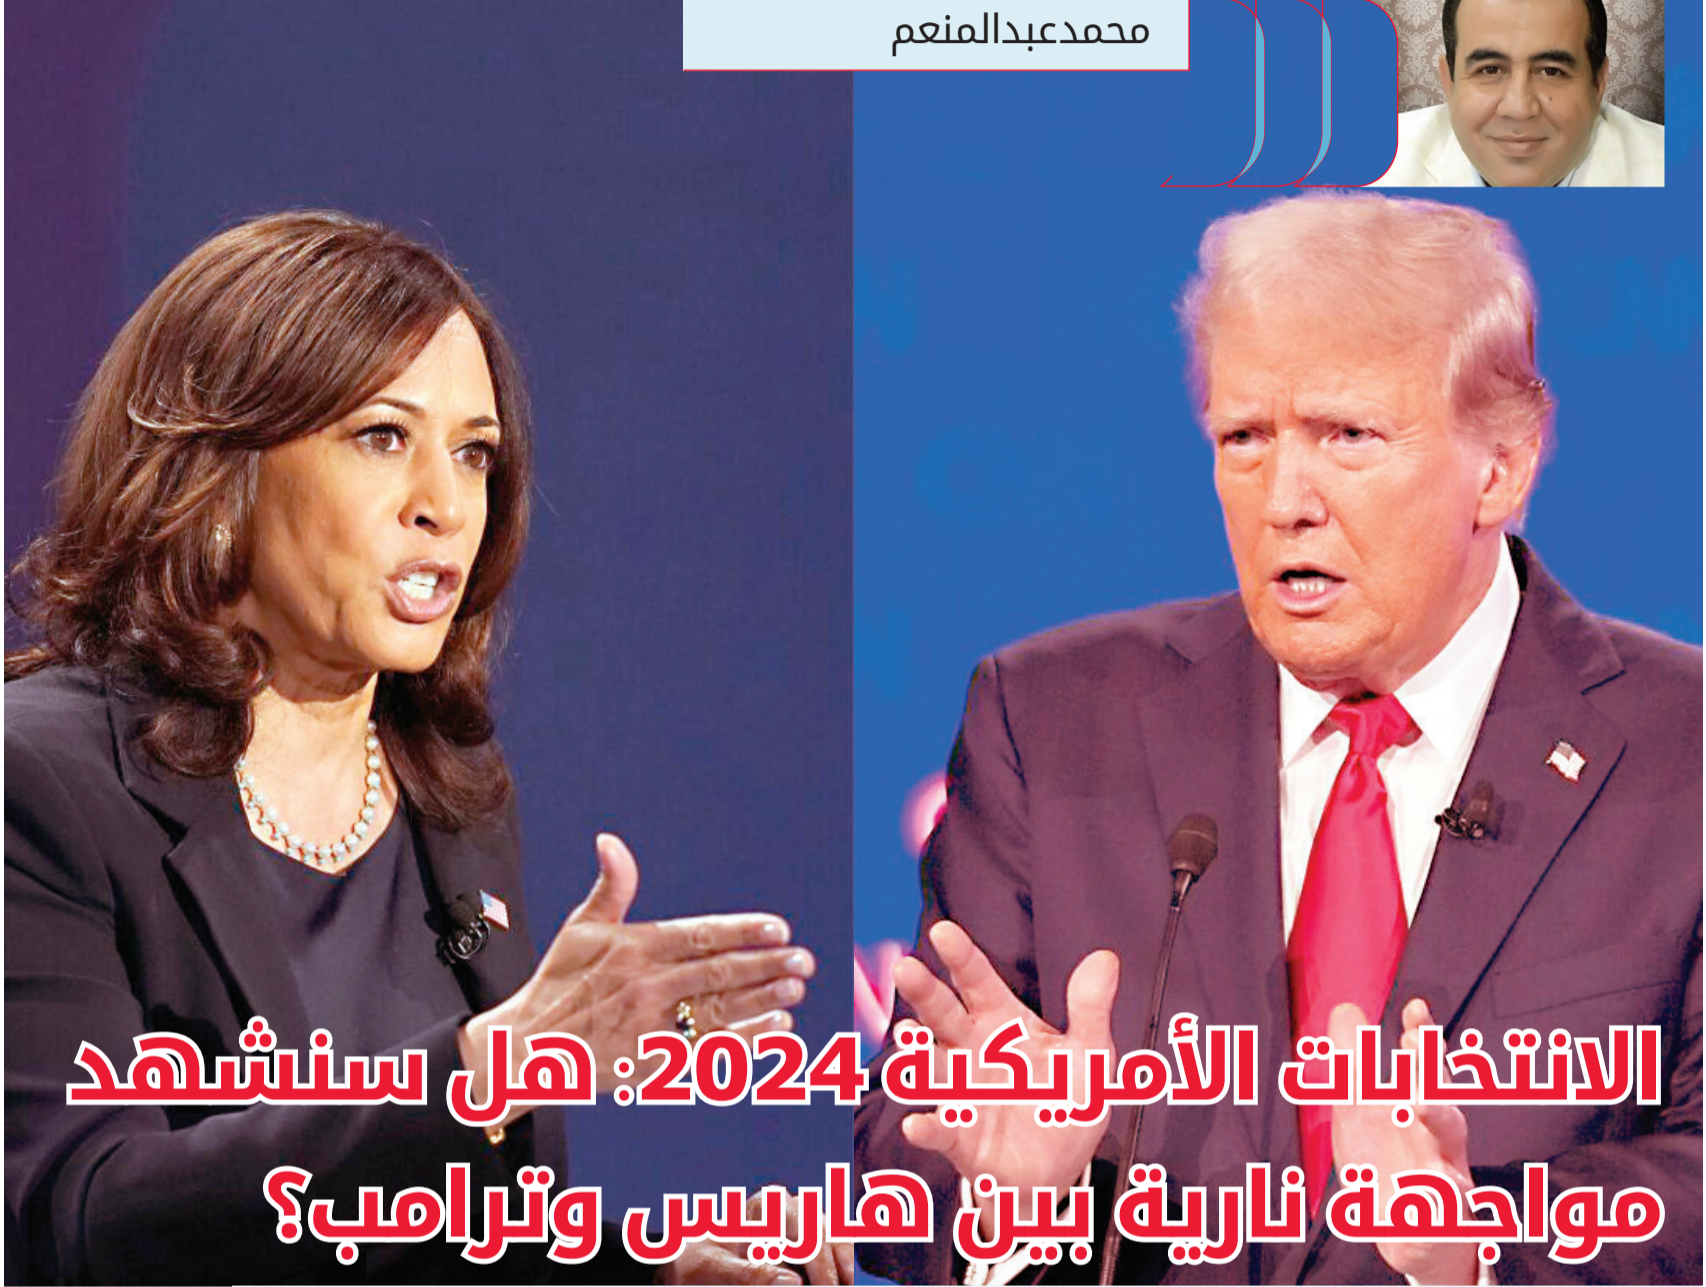 محمدعبدالمنعم
الانتخابات الأمريكية 2024: هل سنشهد
مواجهة نارية بين هاريس وترامب؟